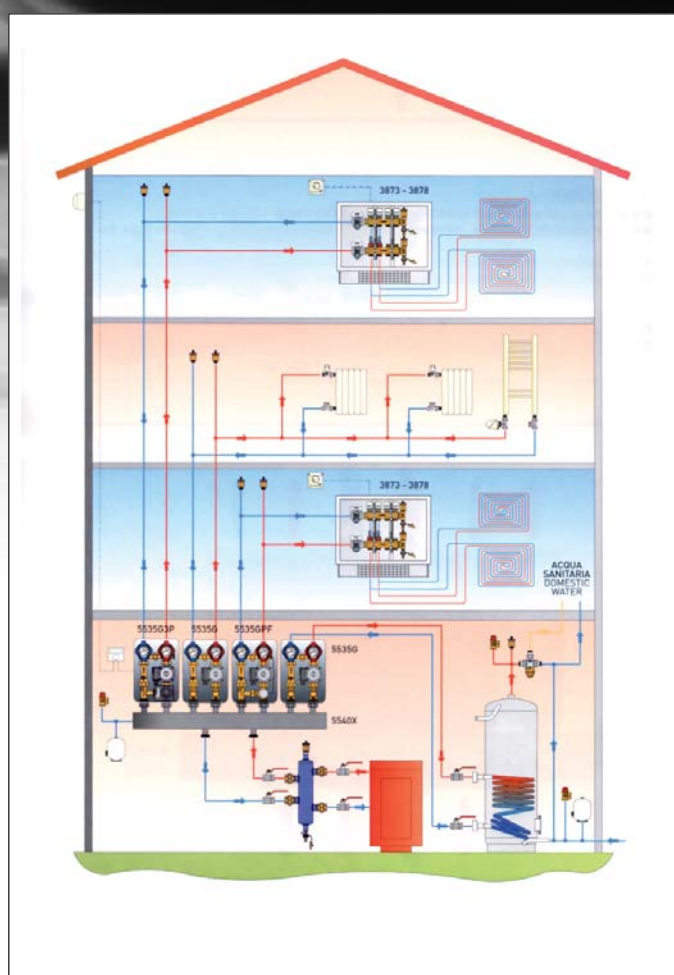 3873 - 3878
3873 - 3878
ACQUA
SANITARIA
DOMESTIC
WATER
5535G3P
5535G
5535GPF
5535G
5540X